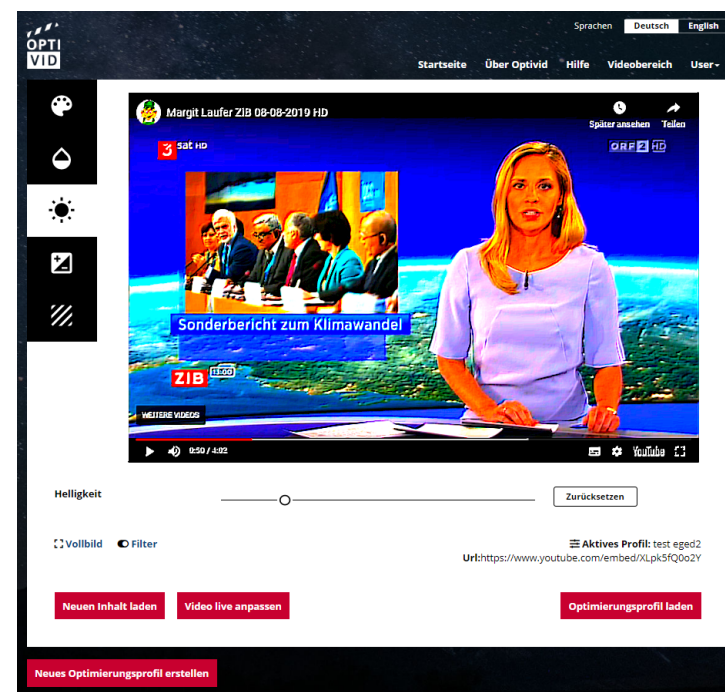 Sprachen Deutsch English
OPTI
VID
Startseite Über Optivid Hilfe Videobereich User
Margit Laufer ZIB 08-08-2019 HD
Später ansehen Teilen
3 sat HD
ORF 2 HD
Sonderbericht zum Klimawandel
ZIB 13:00
WEITERE VIDEOS
0:50 / 4:02
YouTube
Helligkeit
Zurücksetzen
Vollbild Filter
Aktives Profil: test eged2
Url:https://www.youtube.com/embed/XLpk5fQ0o2Y
Neuen Inhalt laden Video live anpassen Optimierungsprofil laden
Neues Optimierungsprofil erstellen